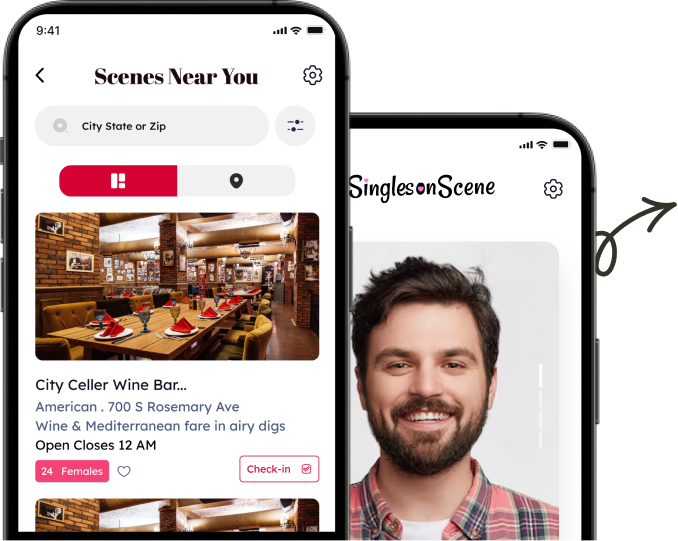 9:41
Scenes Near You
City State or Zip
City Celler Wine Bar...
American . 700 S Rosemary Ave
Wine & Mediterranean fare in airy digs
Open Closes 12 AM
24 Females
Check-in
SinglesonScene